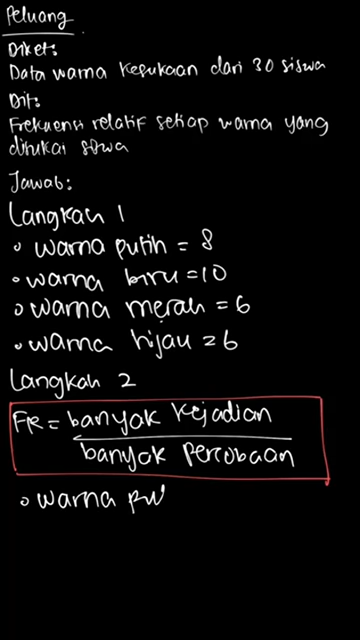 Peluang
Diket:
Data warna kesukaan dari 30 siswa
Dit:
Frekuensi relatif setiap warna yang
disukai siswa
Jawab:
Langkah 1
• warna putih = 8
• warna biru = 10
• warna merah = 6
• warna hijau = 6
Langkah 2
FR = banyak kejadian
banyak percobaan
• warna pu